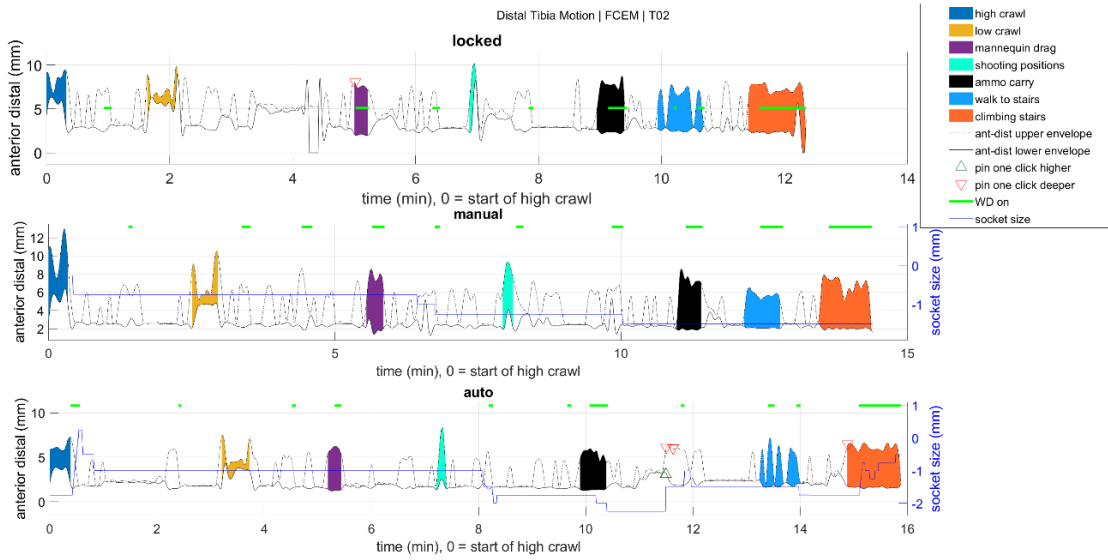 Distal Tibia Motion | FCEM | T02
locked
anterior distal (mm)
10
5
0
0
2
4
6
8
10
12
14
time (min), 0 = start of high crawl
manual
anterior distal (mm)
12
10
8
6
4
2
1
0
-1
socket size (mm)
0
5
10
15
time (min), 0 = start of high crawl
auto
anterior distal (mm)
10
5
0
1
0
-1
-2
socket size (mm)
0
2
4
6
8
10
12
14
16
time (min), 0 = start of high crawl
high crawl
low crawl
mannequin drag
shooting positions
ammo carry
walk to stairs
climbing stairs
ant-dist upper envelope
ant-dist lower envelope
pin one click higher
pin one click deeper
WD on
socket size